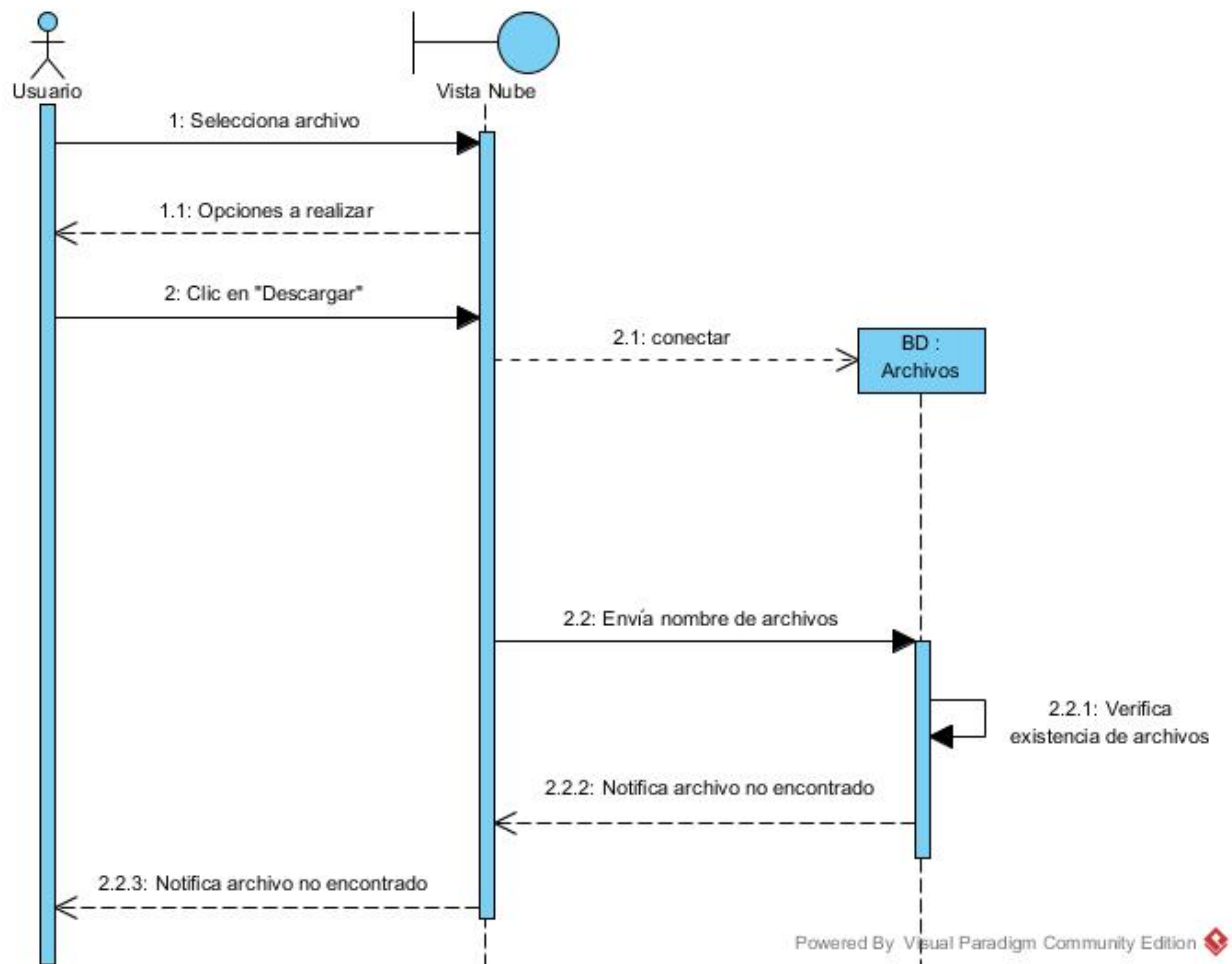 Usuario
Vista Nube
1: Selecciona archivo
1.1: Opciones a realizar
2: Clic en "Descargar"
2.1: conectar
BD :
Archivos
2.2: Envía nombre de archivos
2.2.1: Verifica
existencia de archivos
2.2.2: Notifica archivo no encontrado
2.2.3: Notifica archivo no encontrado
Powered By Visual Paradigm Community Edition